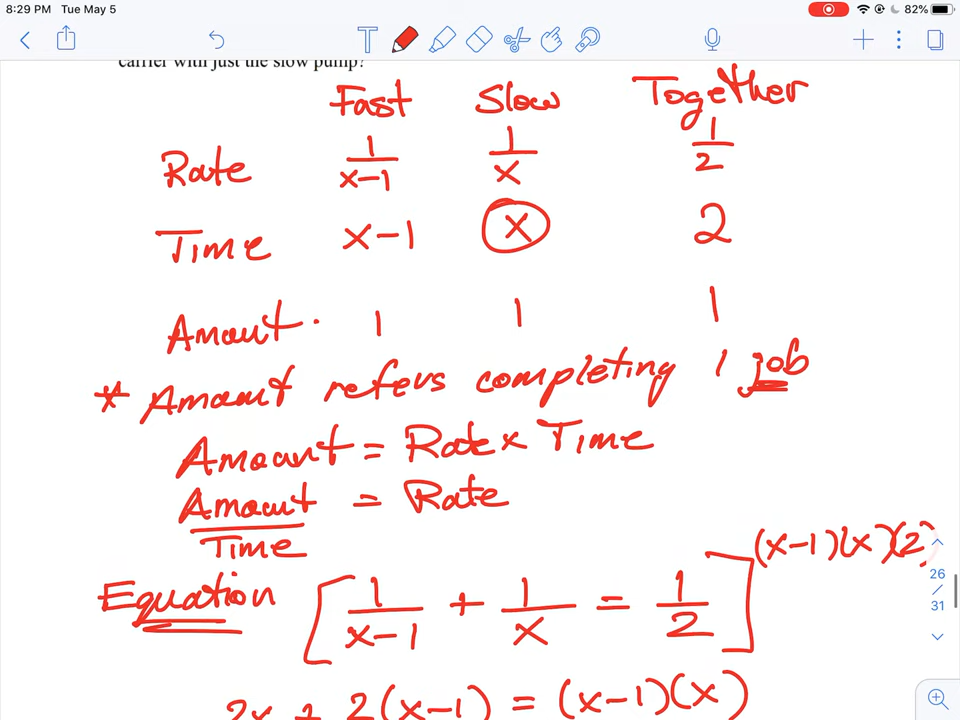 8:29 PM Tue May 5 82%
carrier with just the slow pump?
Fast Slow Together
Rate 1/(x-1) 1/x 1/2
Time x-1 x 2
Amount. 1 1 1
* Amount refers completing 1 job
Amount = Rate x Time
Amount/Time = Rate
(x-1)(x)(2)
Equation [1/(x-1) + 1/x = 1/2]
2x + 2(x-1) = (x-1)(x)
T
26
/
31